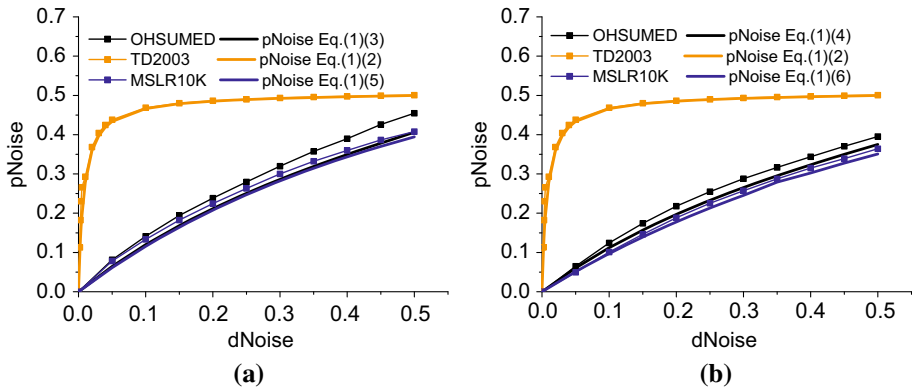 0.7
0.6
0.5
0.4
0.3
0.2
0.1
0.0
pNoise
OHSUMED pNoise Eq.(1)(3)
TD2003 pNoise Eq.(1)(2)
MSLR10K pNoise Eq.(1)(5)
0.0 0.1 0.2 0.3 0.4 0.5
dNoise
(a)
0.7
0.6
0.5
0.4
0.3
0.2
0.1
0.0
pNoise
OHSUMED pNoise Eq.(1)(4)
TD2003 pNoise Eq.(1)(2)
MSLR10K pNoise Eq.(1)(6)
0.0 0.1 0.2 0.3 0.4 0.5
dNoise
(b)